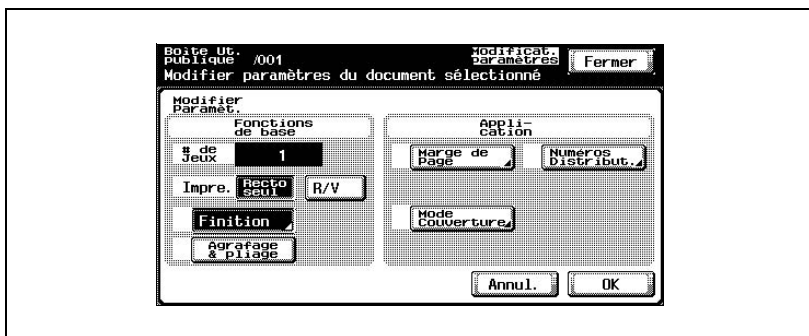 Boîte Ut.
Publique /001
Modificat.
paramètres
Fermer
Modifier paramètres du document sélectionné
Modifier
Paramèt.
Fonctions
de base
Appli-
cation
# de
Jeux
1
Marge de
Page
Numéros
Distribut.
Impre.
Recto
seul
R/V
Finition
Mode
Couverture
Agrafage
& pliage
Annul.
OK